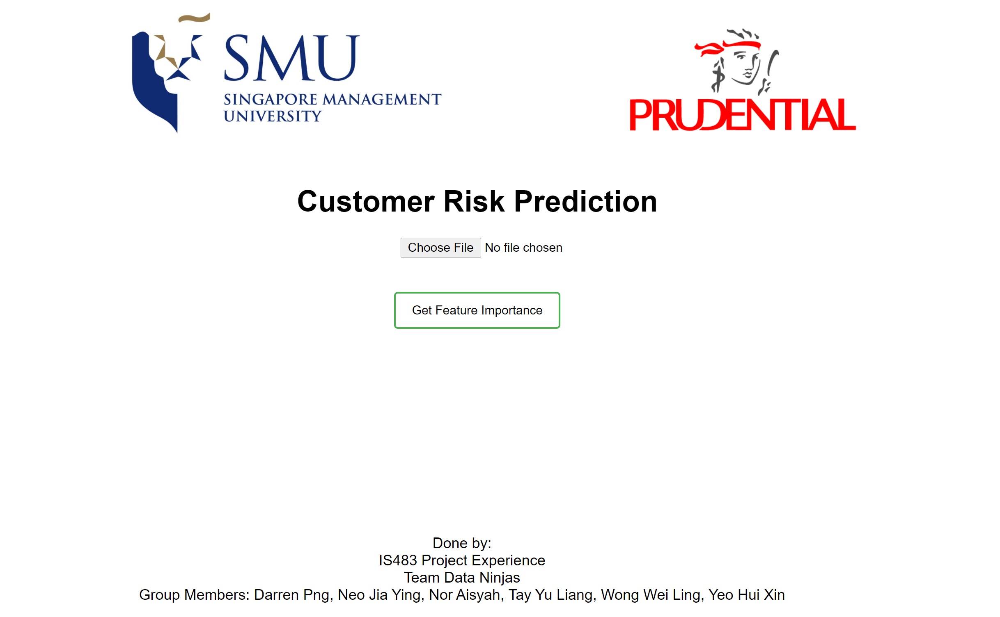 SMU
SINGAPORE MANAGEMENT
UNIVERSITY
PRUDENTIAL
Customer Risk Prediction
Choose File No file chosen
Get Feature Importance
Done by:
IS483 Project Experience
Team Data Ninjas
Group Members: Darren Png, Neo Jia Ying, Nor Aisyah, Tay Yu Liang, Wong Wei Ling, Yeo Hui Xin